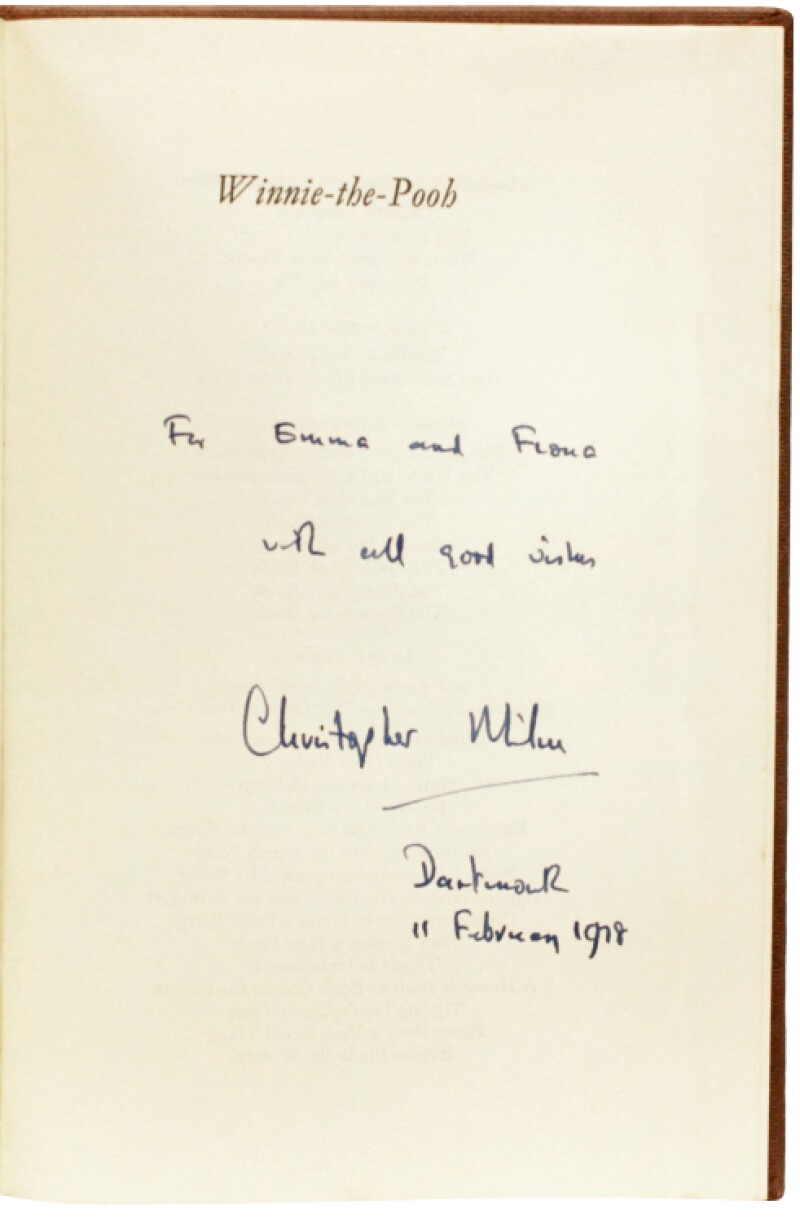 Winnie-the-Pooh
For Emma and Fiona
with all good wishes
Christopher Milne
Dartmouth
11 February 1978